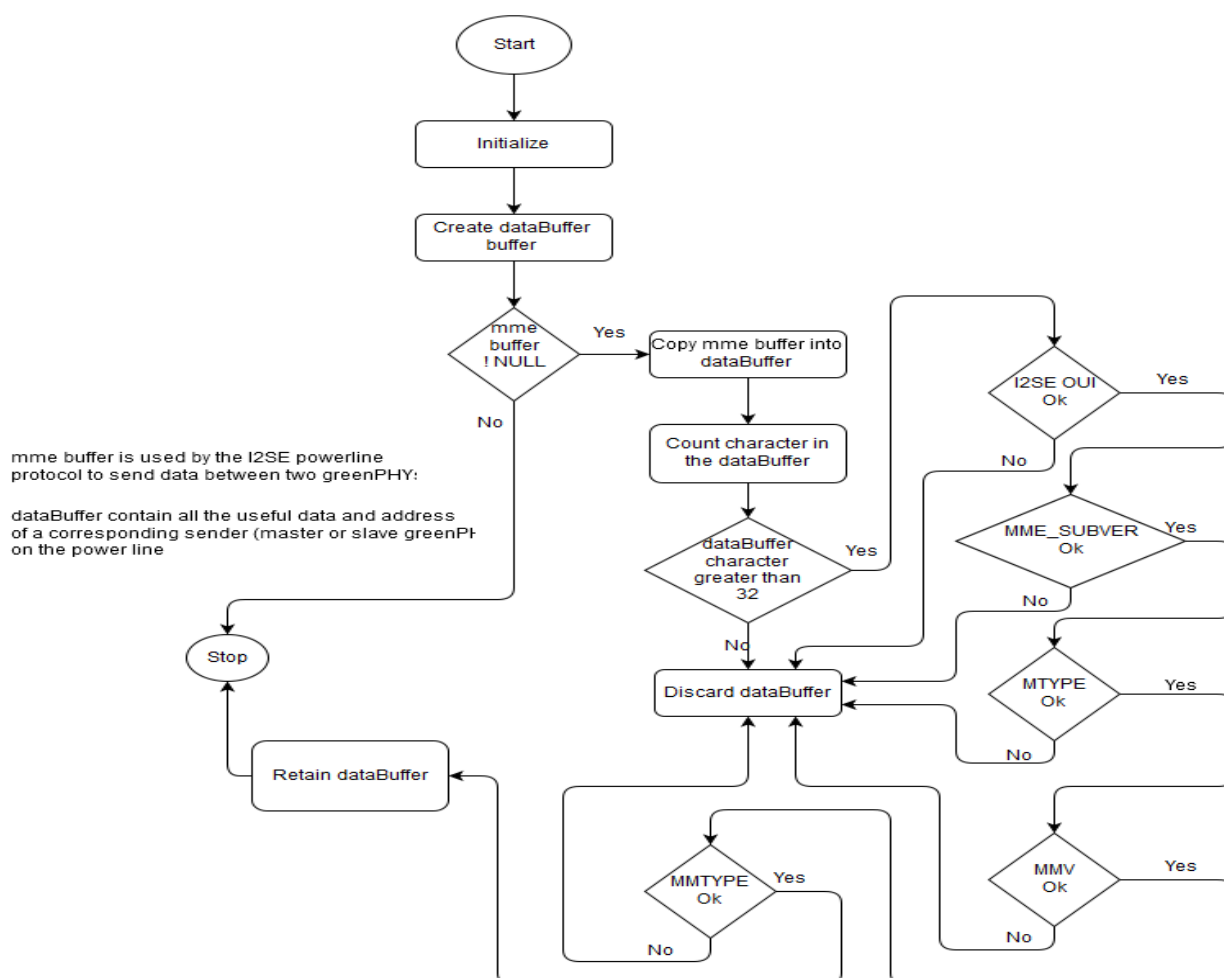 Start
Initialize
Create dataBuffer
buffer
mme
buffer
! NULL
Yes
No
Copy mme buffer into
dataBuffer
Count character in
the dataBuffer
dataBuffer
character
greater than
32
Yes
No
I2SE OUI
Ok
Yes
No
MME_SUBVER
Ok
Yes
No
MTYPE
Ok
Yes
No
MMV
Ok
Yes
No
MMTYPE
Ok
Yes
No
Discard dataBuffer
Retain dataBuffer
Stop
mme buffer is used by the I2SE powerline
protocol to send data between two greenPHY
dataBuffer contain all the useful data and address
of a corresponding sender (master or slave
on the power line